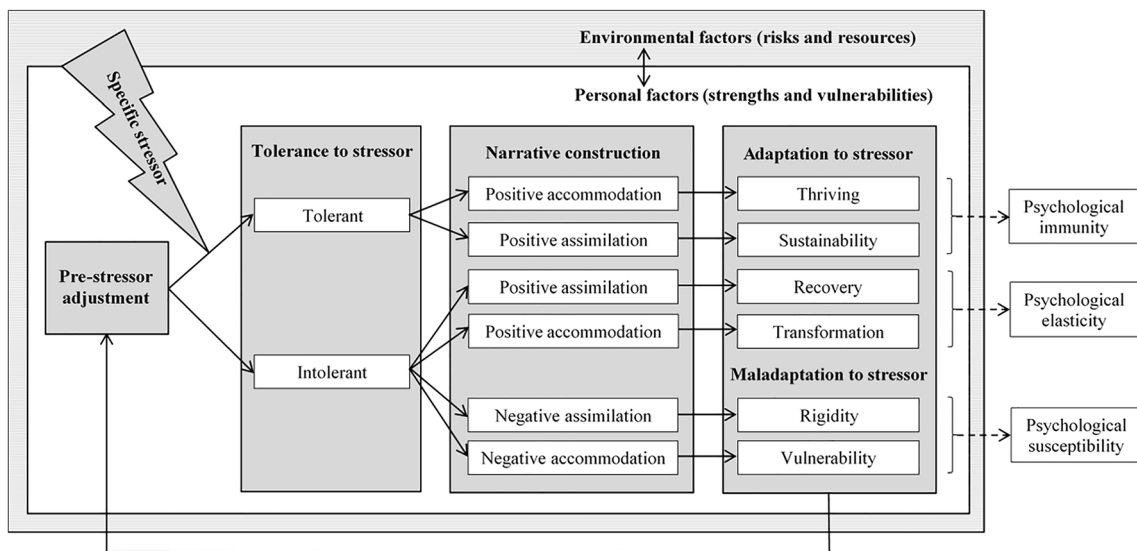 Environmental factors (risks and resources)
Personal factors (strengths and vulnerabilities)
Specific stressor
Pre-stressor
adjustment
Tolerance to stressor
Tolerant
Intolerant
Narrative construction
Positive accommodation
Positive assimilation
Positive assimilation
Positive accommodation
Negative assimilation
Negative accommodation
Adaptation to stressor
Thriving
Sustainability
Recovery
Transformation
Maladaptation to stressor
Rigidity
Vulnerability
Psychological
immunity
Psychological
elasticity
Psychological
susceptibility